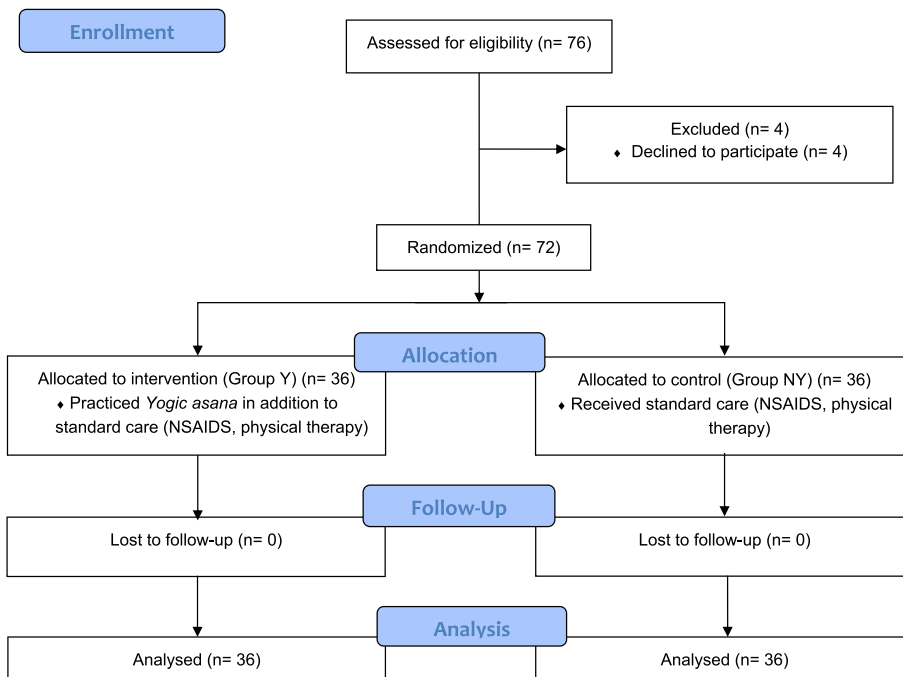 Enrollment
Assessed for eligibility (n= 76)
Excluded (n= 4)
♦ Declined to participate (n= 4)
Randomized (n= 72)
Allocation
Allocated to intervention (Group Y) (n= 36)
♦ Practiced Yogic asana in addition to
standard care (NSAIDS, physical therapy)
Allocated to control (Group NY) (n= 36)
♦ Received standard care (NSAIDS, physical
therapy)
Follow-Up
Lost to follow-up (n= 0)
Lost to follow-up (n= 0)
Analysis
Analysed (n= 36)
Analysed (n= 36)